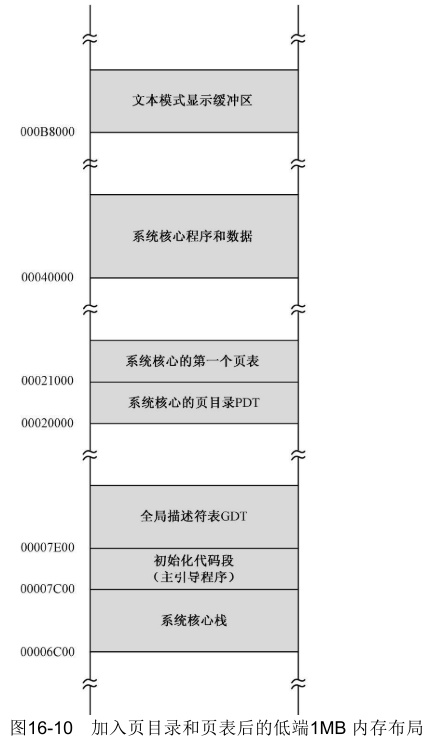 文本模式显示缓冲区
000B8000
系统核心程序和数据
00040000
系统核心的第一个页表
00021000
系统核心的页目录PDT
00020000
全局描述符表GDT
00007E00
初始化代码段
（主引导程序）
00007C00
系统核心栈
00006C00
图16-10 加入页目录和页表后的低端1MB 内存布局